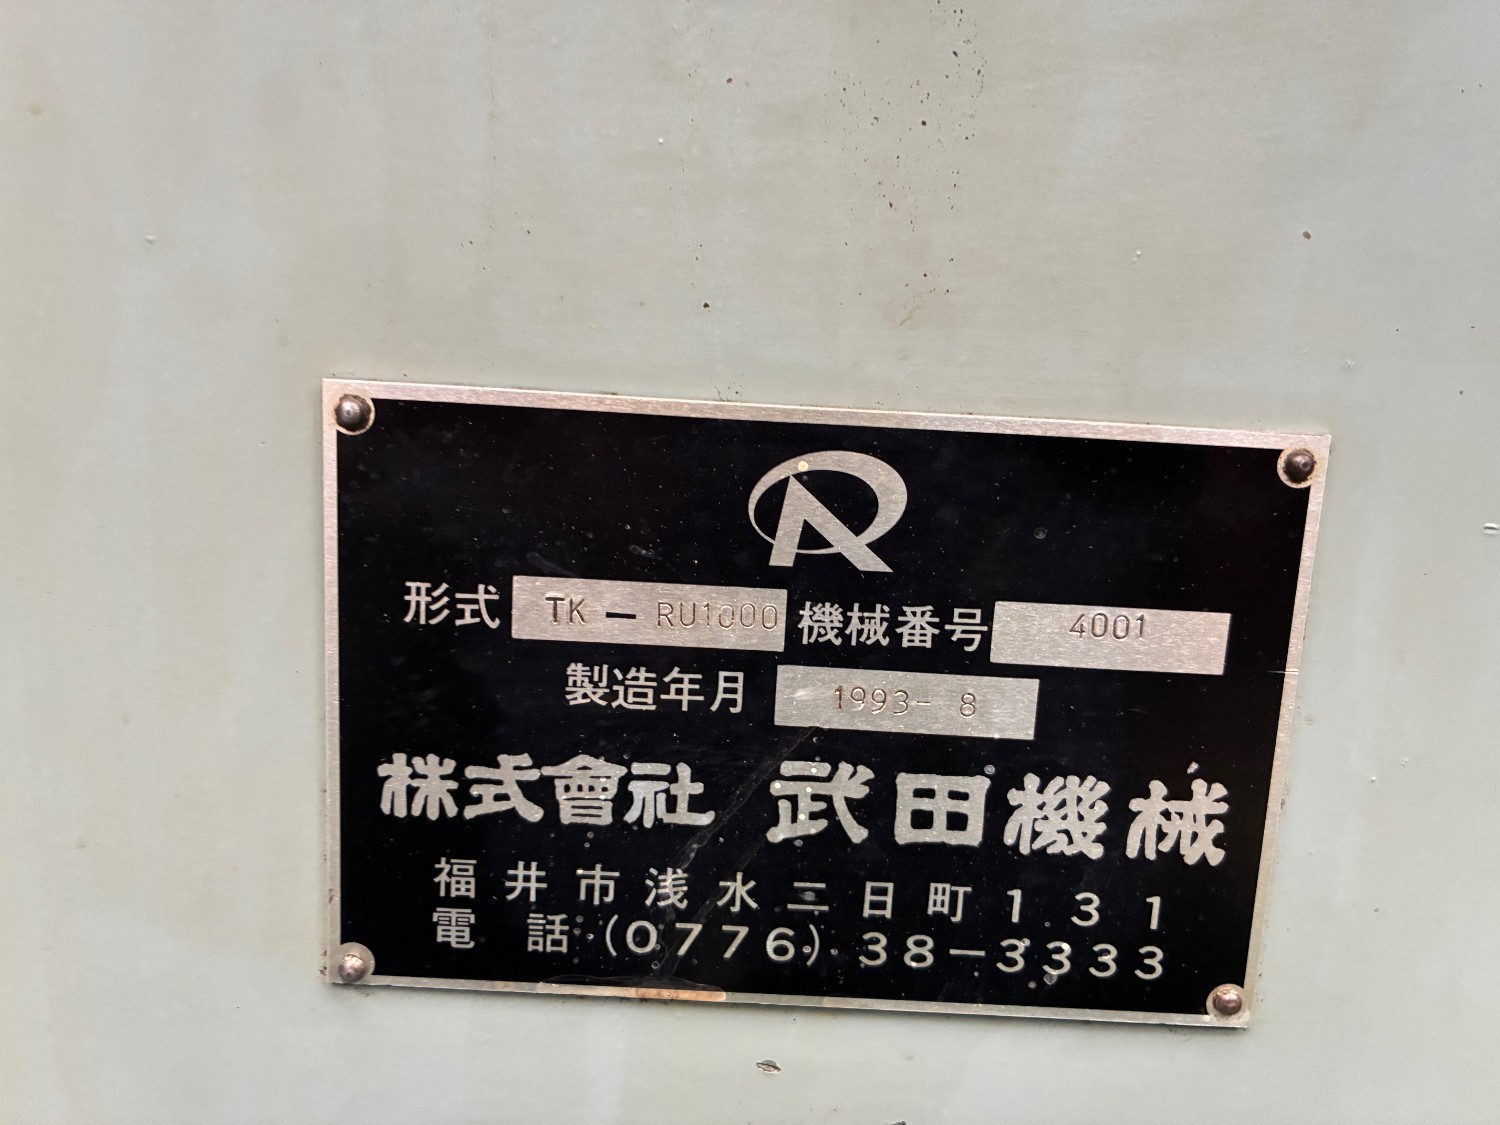 形式 TK - RU1000 機械番号 4001
製造年月 1993- 8
株式會社 武田機械
福井市浅水二日町131
電話(0776)38-3333